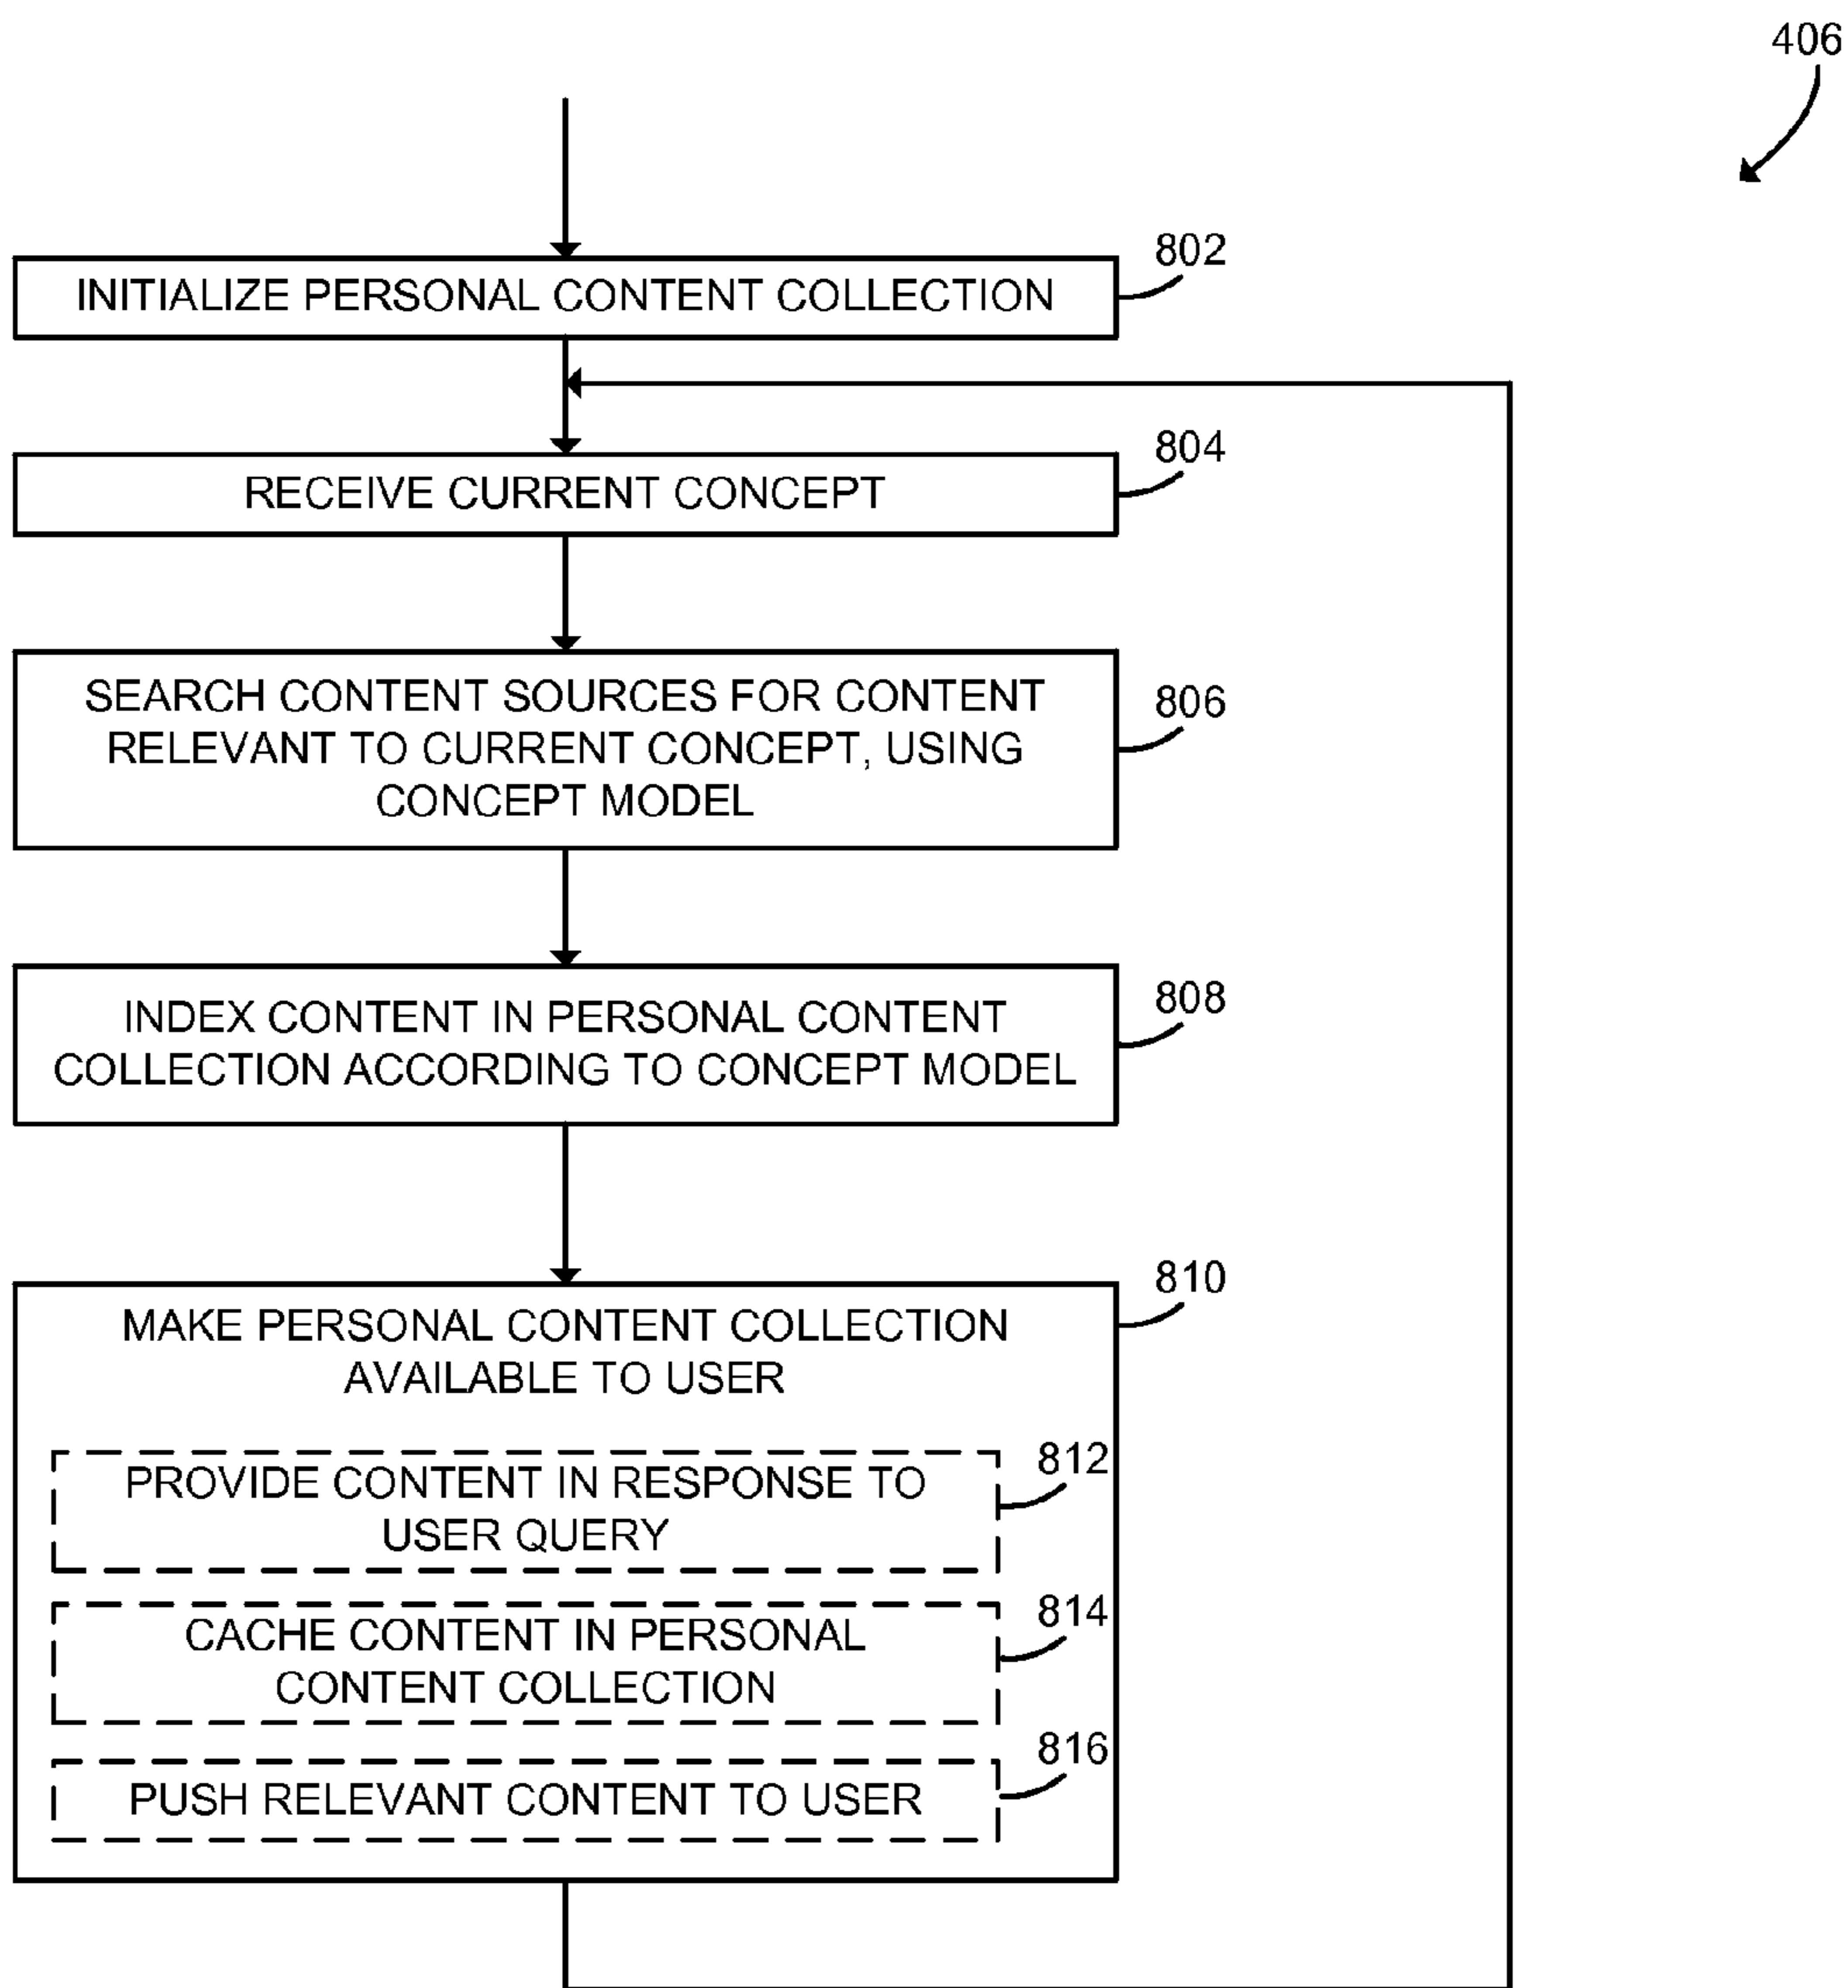 406
802
INITIALIZE PERSONAL CONTENT COLLECTION
804
RECEIVE CURRENT CONCEPT
806
SEARCH CONTENT SOURCES FOR CONTENT
RELEVANT TO CURRENT CONCEPT, USING
CONCEPT MODEL
808
INDEX CONTENT IN PERSONAL CONTENT
COLLECTION ACCORDING TO CONCEPT MODEL
810
MAKE PERSONAL CONTENT COLLECTION
AVAILABLE TO USER
812
PROVIDE CONTENT IN RESPONSE TO
USER QUERY
814
CACHE CONTENT IN PERSONAL
CONTENT COLLECTION
816
PUSH RELEVANT CONTENT TO USER